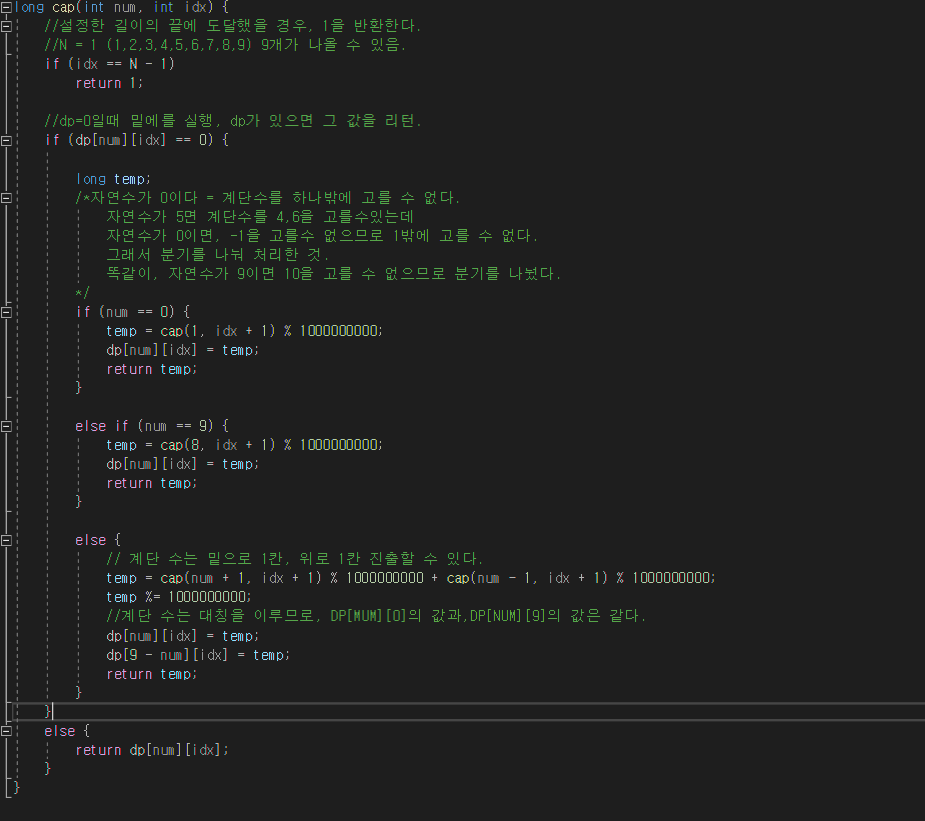 long cap(int num, int idx) {
//설정한 길이의 끝에 도달했을 경우, 1을 반환한다.
//N = 1 (1,2,3,4,5,6,7,8,9) 9개가 나올 수 있음.
if (idx == N - 1)
return 1;
//dp=0일때 밑에를 실행, dp가 있으면 그 값을 리턴.
if (dp[num][idx] == 0) {
long temp;
/*자연수가 0이다 = 계단수를 하나밖에 고를 수 없다.
자연수가 5면 계단수를 4,6을 고를수있는데
자연수가 0이면, -1을 고를수 없으므로 1밖에 고를 수 없다.
그래서 분기를 나눠 처리한 것.
똑같이, 자연수가 9이면 10을 고를 수 없으므로 분기를 나눴다.
*/
if (num == 0) {
temp = cap(1, idx + 1) % 1000000000;
dp[num][idx] = temp;
return temp;
}
else if (num == 9) {
temp = cap(8, idx + 1) % 1000000000;
dp[num][idx] = temp;
return temp;
}
else {
// 계단 수는 밑으로 1칸, 위로 1칸 진출할 수 있다.
temp = cap(num + 1, idx + 1) % 1000000000 + cap(num - 1, idx + 1) % 1000000000;
temp %= 1000000000;
//계단 수는 대칭을 이루므로, DP[MUM][0]의 값과,DP[NUM][9]의 값은 같다.
dp[num][idx] = temp;
dp[9 - num][idx] = temp;
return temp;
}
}
else {
return dp[num][idx];
}
}